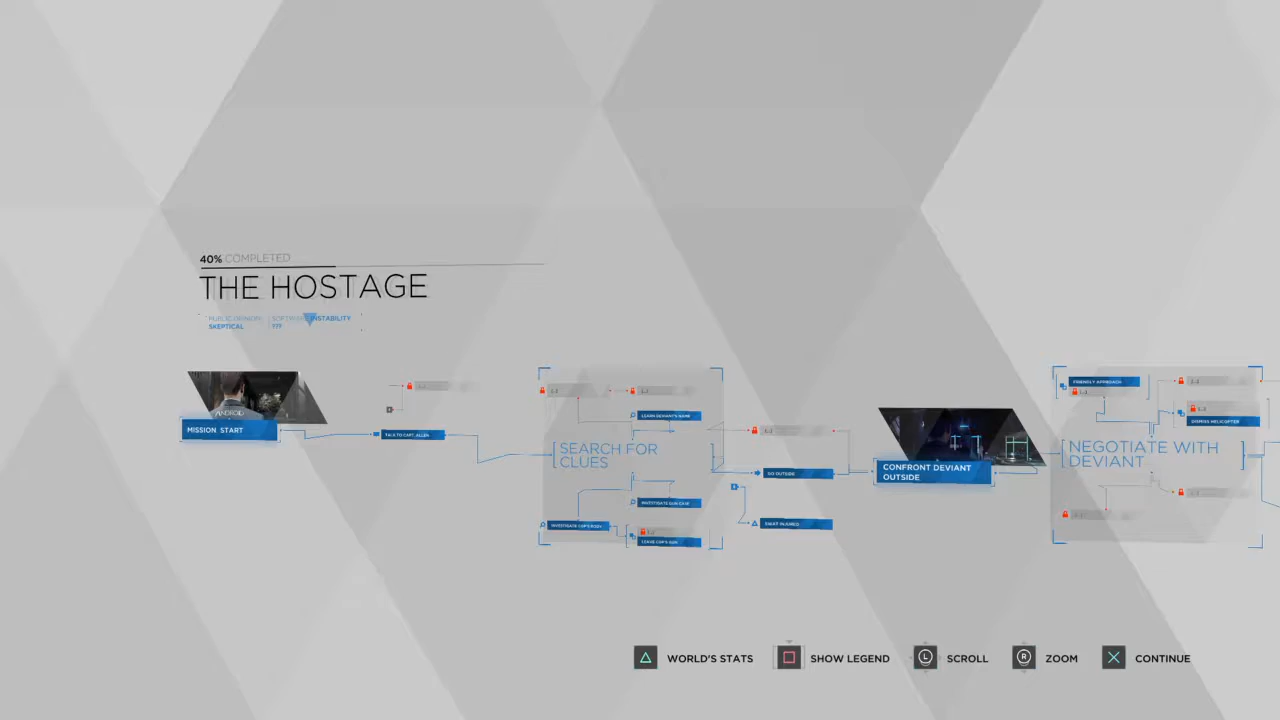 40% COMPLETED
THE HOSTAGE
PUBLIC OPINION
SKEPTICAL
SOFTWARE INSTABILITY
???
ANDROID
MISSION START
TALK TO CAPT. ALLEN
LEARN DEVIANT'S NAME
SEARCH FOR
CLUES
INVESTIGATE GUN CASE
INVESTIGATE COP'S BODY
LEAVE COP'S GUN
GO OUTSIDE
SWAT INJURED
CONFRONT DEVIANT
OUTSIDE
FRIENDLY APPROACH
DISMISS HELICOPTER
NEGOTIATE WITH
DEVIANT
WORLD'S STATS
SHOW LEGEND
L
SCROLL
R
ZOOM
CONTINUE